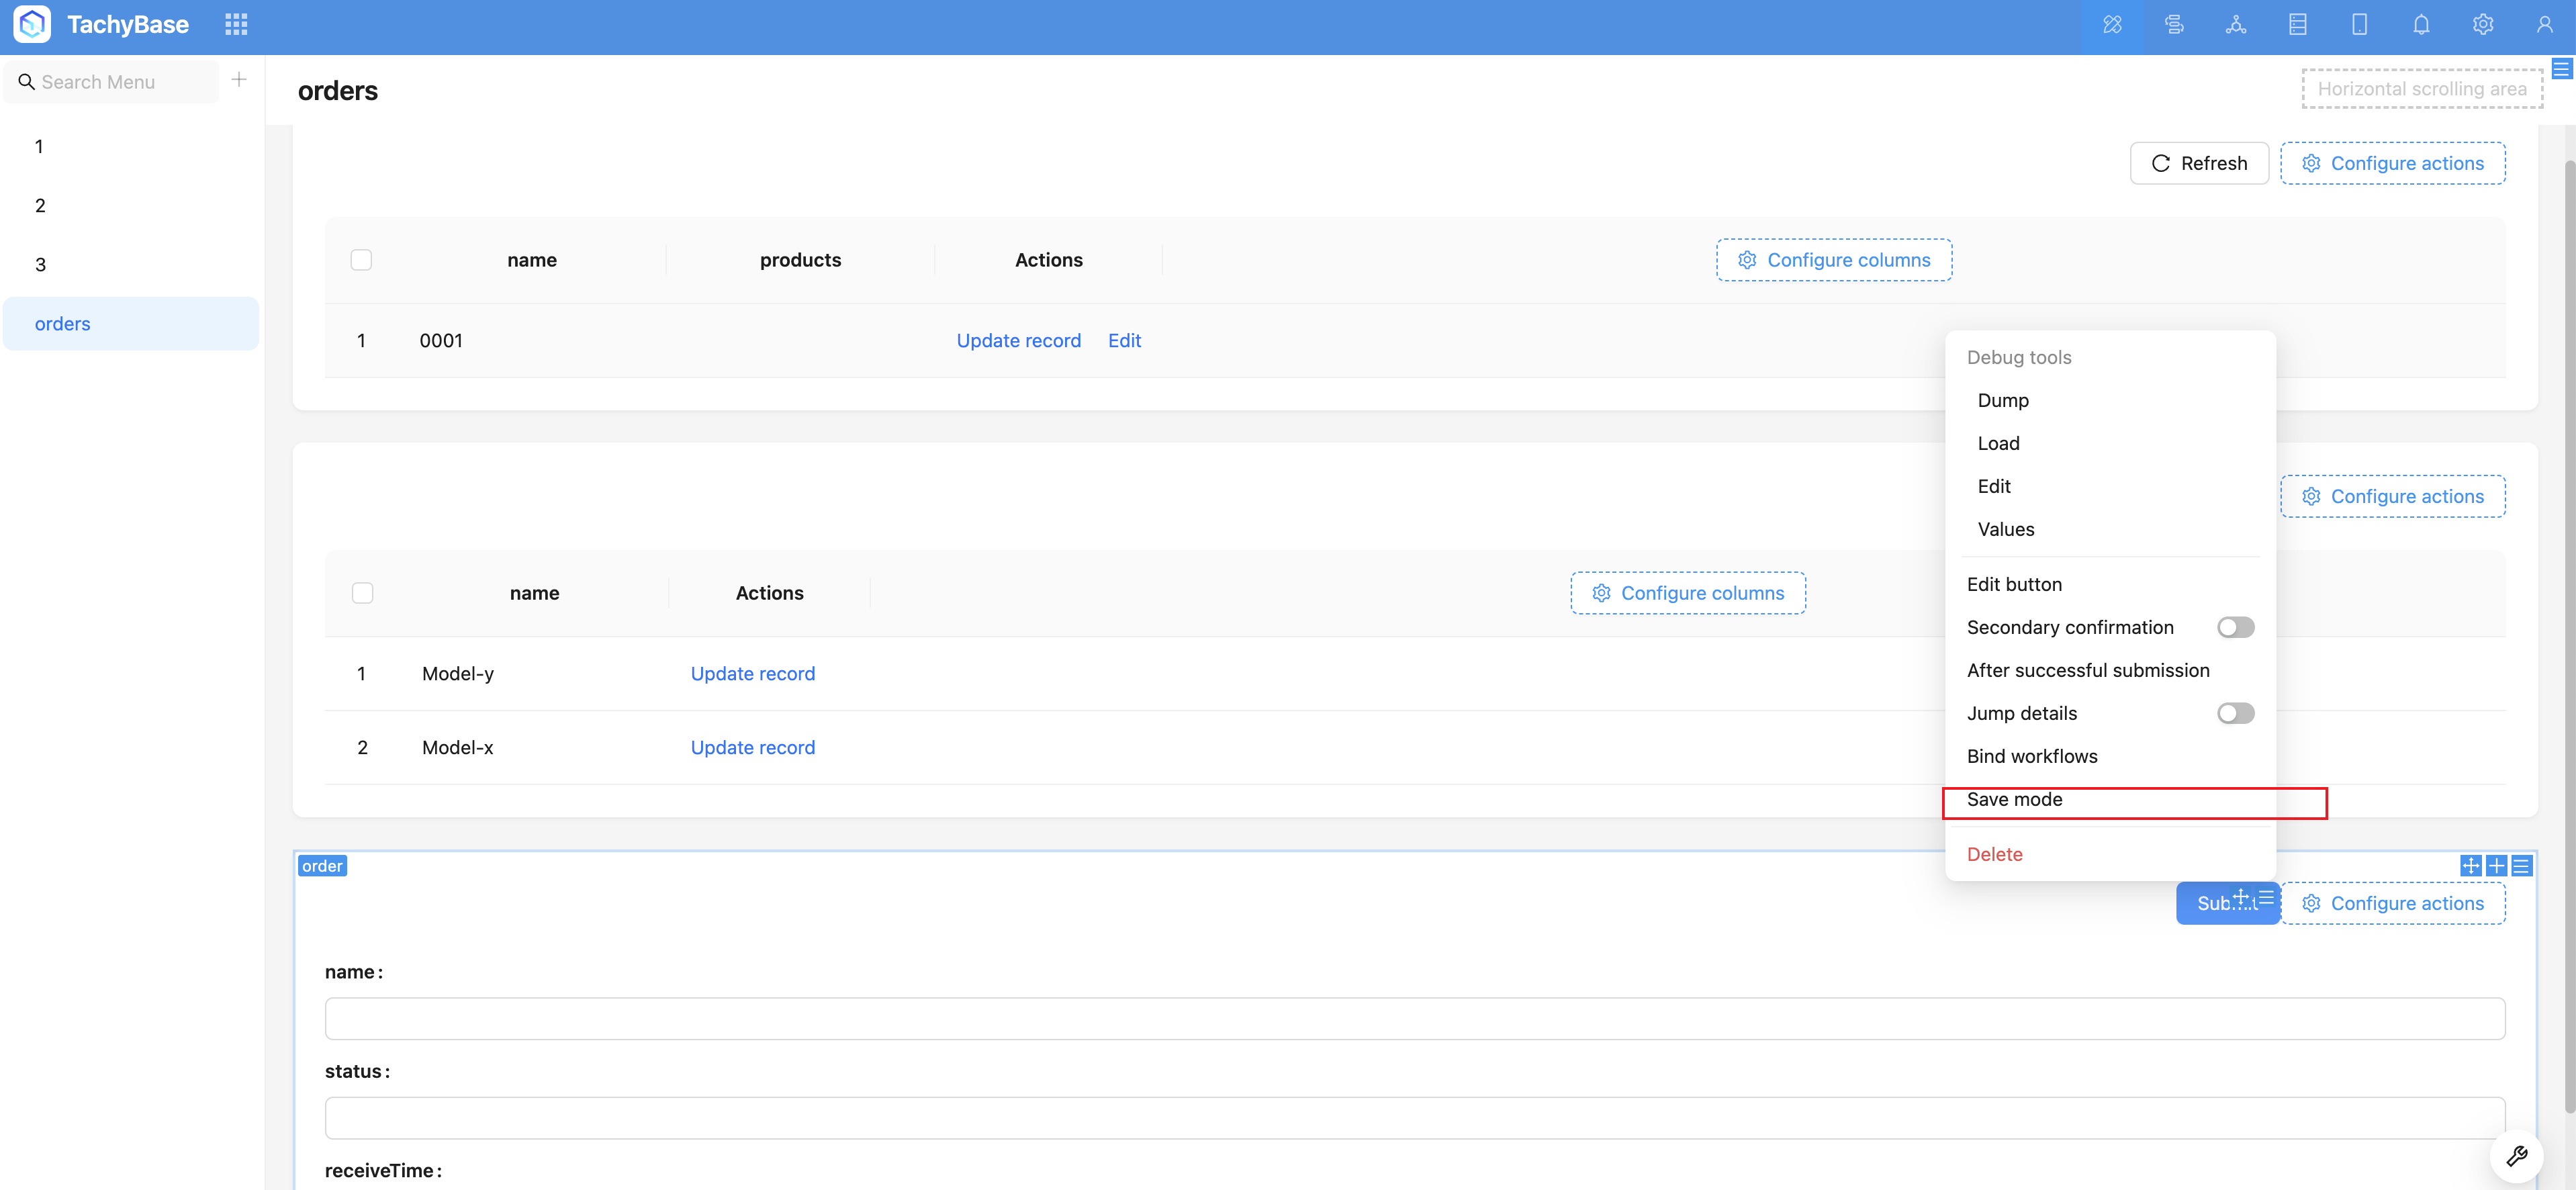 TachyBase
Search Menu
1
2
3
orders
orders
Horizontal scrolling area
Refresh
Configure actions
name products Actions Configure columns
1 0001 Update record Edit
Configure actions
name Actions Configure columns
1 Model-y Update record
2 Model-x Update record
Debug tools
Dump
Load
Edit
Values
Edit button
Secondary confirmation
After successful submission
Jump details
Bind workflows
Save mode
Delete
order
Configure actions
name :
status :
receiveTime :